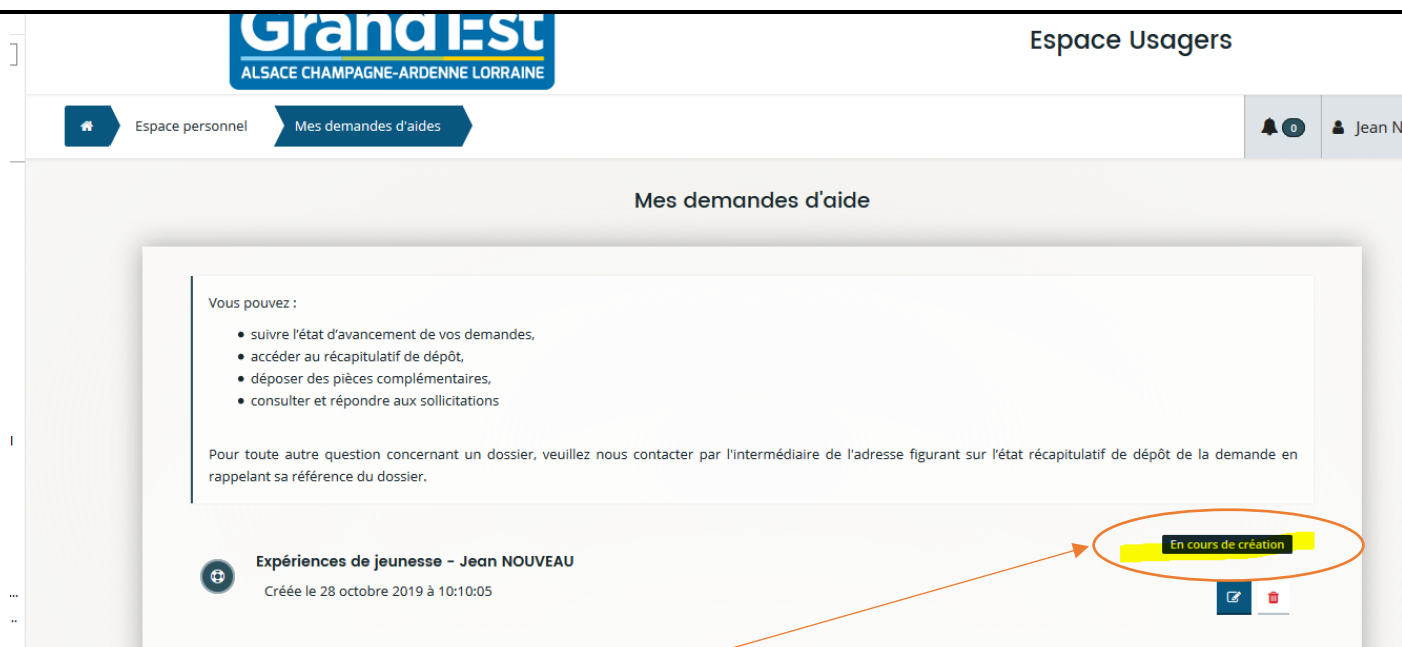 GrandEst
ALSACE CHAMPAGNE-ARDENNE LORRAINE
Espace Usagers
Espace personnel
Mes demandes d'aides
0
Jean N
Mes demandes d'aide
Vous pouvez :
• suivre l'état d'avancement de vos demandes,
• accéder au récapitulatif de dépôt,
• déposer des pièces complémentaires,
• consulter et répondre aux sollicitations
Pour toute autre question concernant un dossier, veuillez nous contacter par l'intermédiaire de l'adresse figurant sur l'état récapitulatif de dépôt de la demande en
rappelant sa référence du dossier.
En cours de création
Expériences de jeunesse – Jean NOUVEAU
Créée le 28 octobre 2019 à 10:10:05
...
..